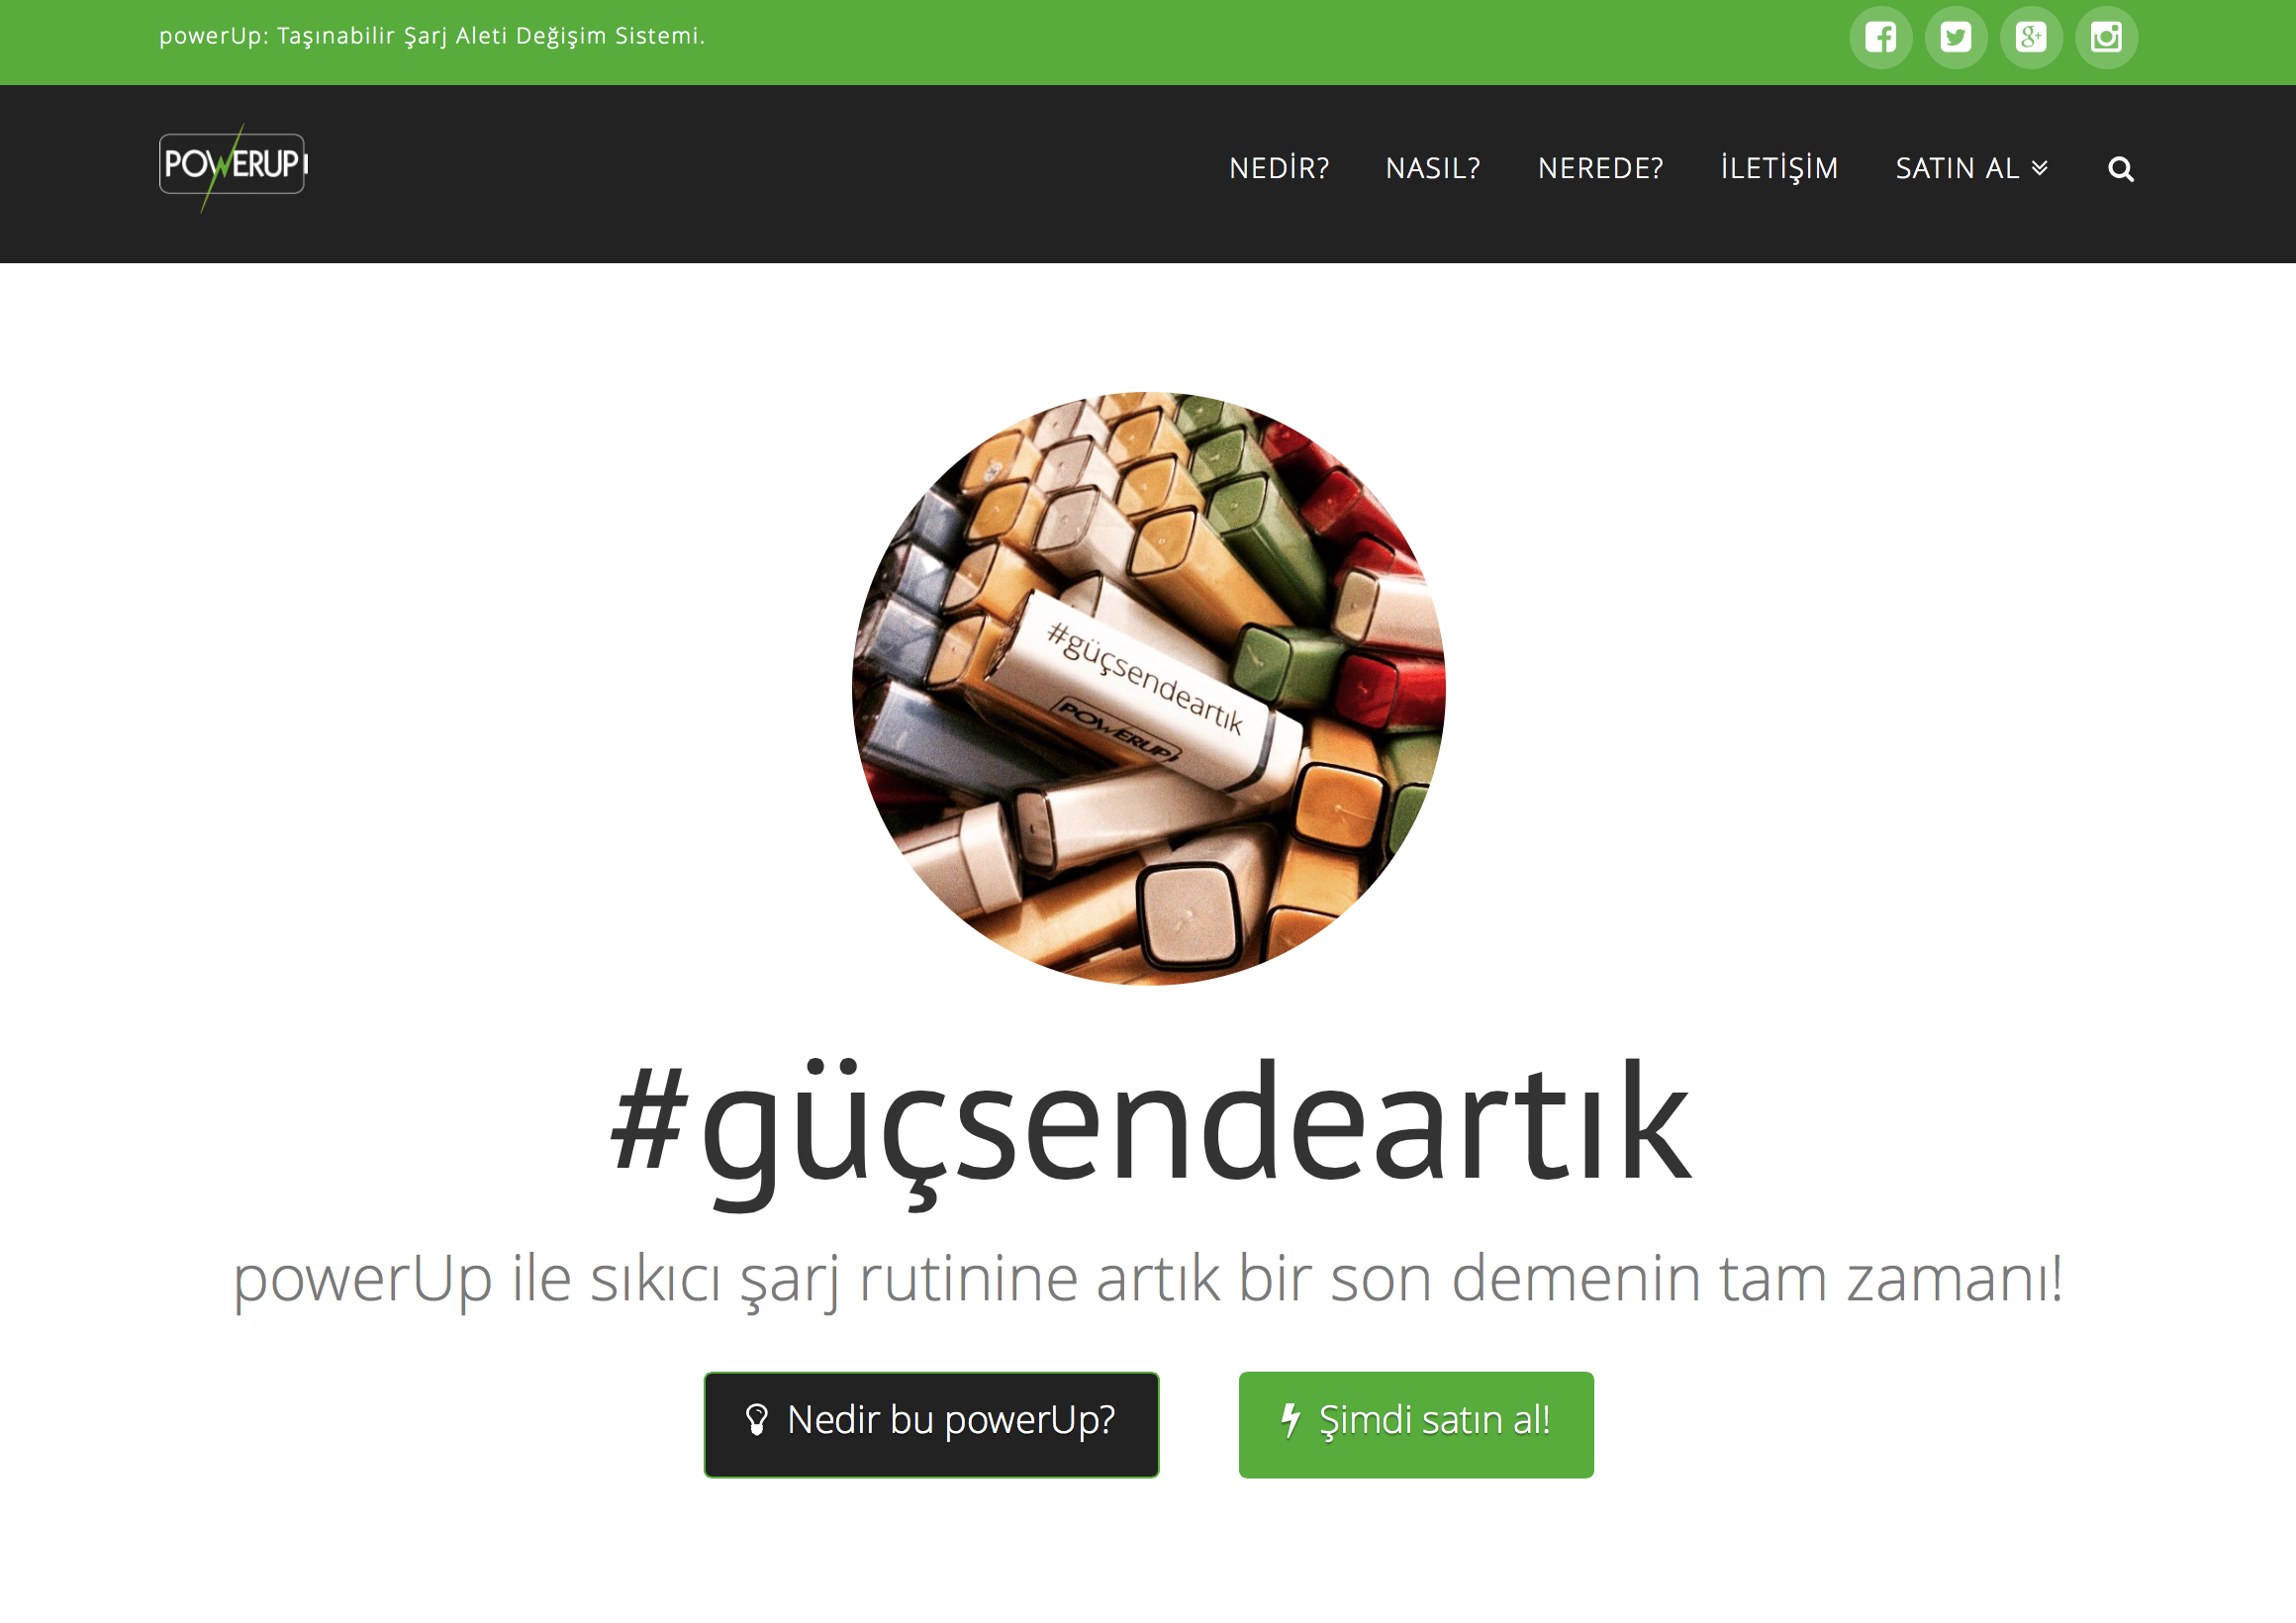 powerUp: Taşınabilir Şarj Aleti Değişim Sistemi.
POWERUP
NEDİR?
NASIL?
NEREDE?
İLETİŞİM
SATIN AL
#güçsendeartık
POWERUP
#güçsendeartık
powerUp ile sıkıcı şarj rutinine artık bir son demenin tam zamanı!
Nedir bu powerUp?
Şimdi satın al!